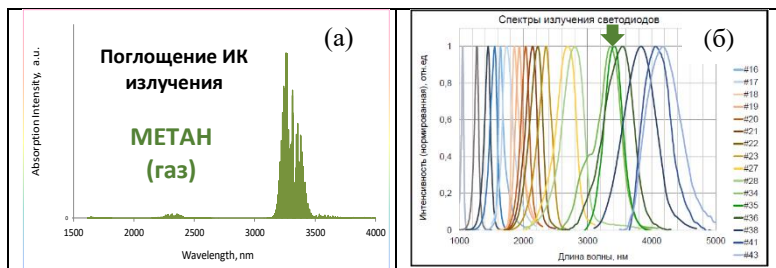 (а)
Поглощение ИК
излучения
МЕТАН
(газ)
Absorption Intensity, a.u.
0
1500 2000 2500 3000 3500 4000
Wavelength, nm
Спектры излучения светодиодов
(б)
Интенсивность (нормированная), отн.ед
1
0,8
0,6
0,4
0,2
0
1000 2000 3000 4000 5000
Длина волны, нм
#16
#17
#18
#19
#20
#21
#22
#23
#27
#28
#34
#35
#36
#38
#41
#43